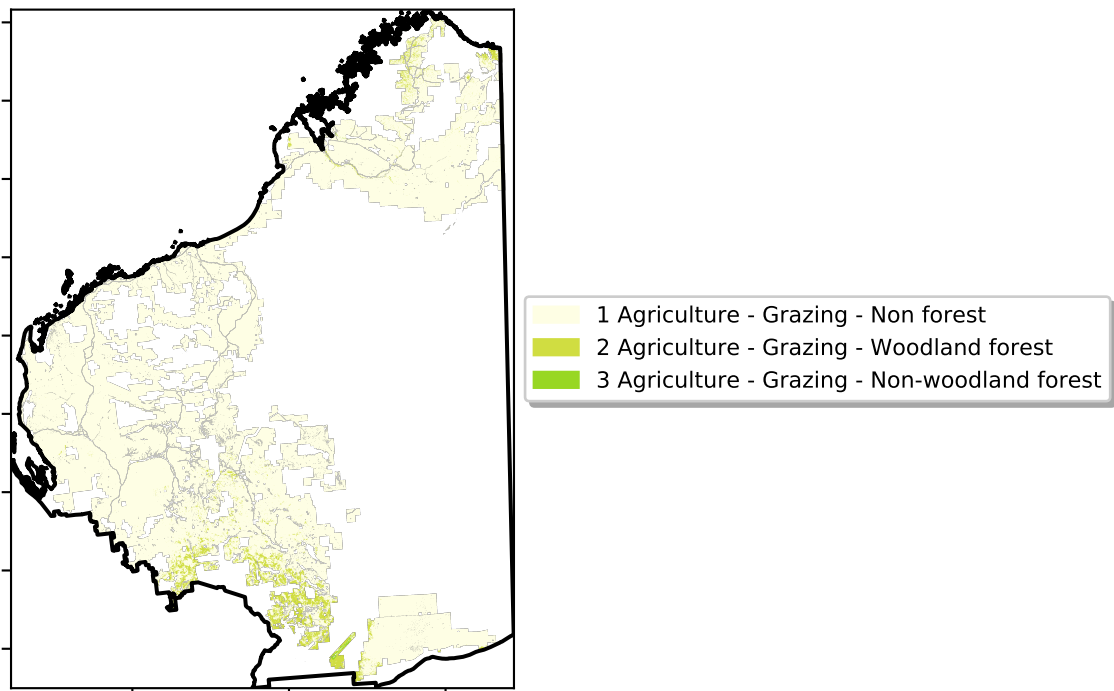 1 Agriculture - Grazing - Non forest
2 Agriculture - Grazing - Woodland forest
3 Agriculture - Grazing - Non-woodland forest